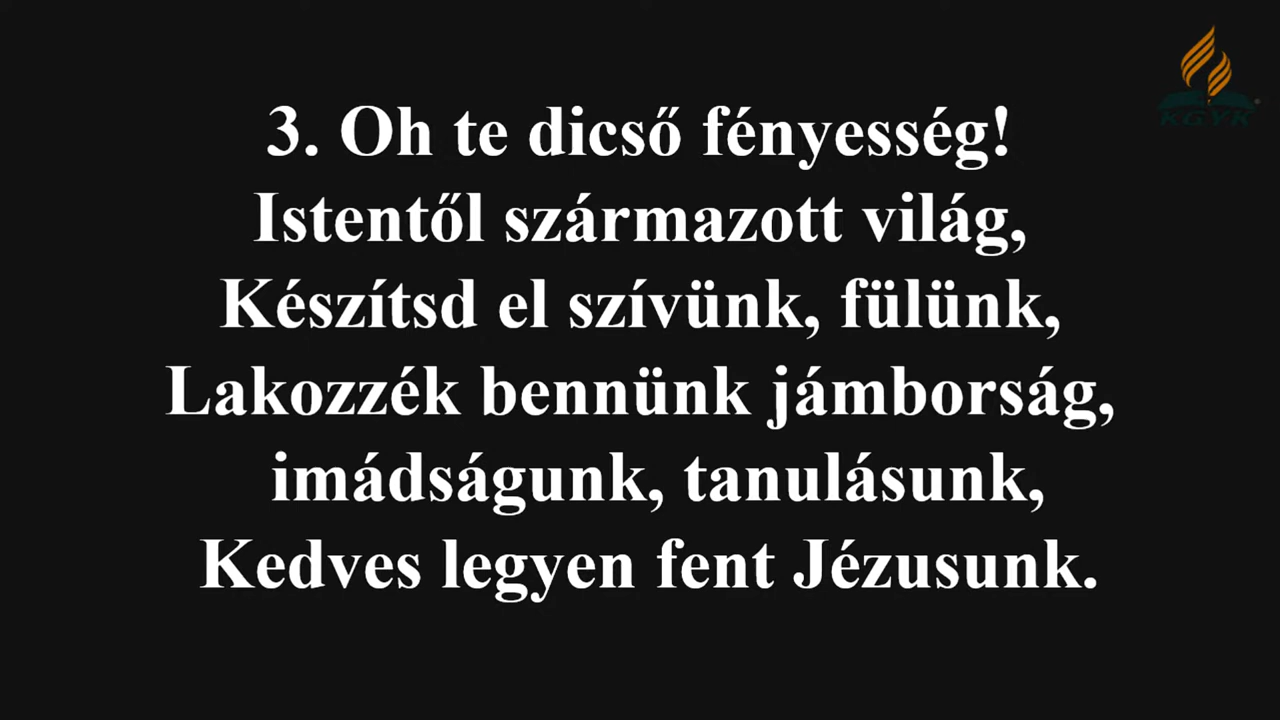 KGYK
3. Oh te dicső fényesség!
Istentől származott világ,
Készítsd el szívünk, fülünk,
Lakozzék bennünk jámborság,
imádságunk, tanulásunk,
Kedves legyen fent Jézusunk.